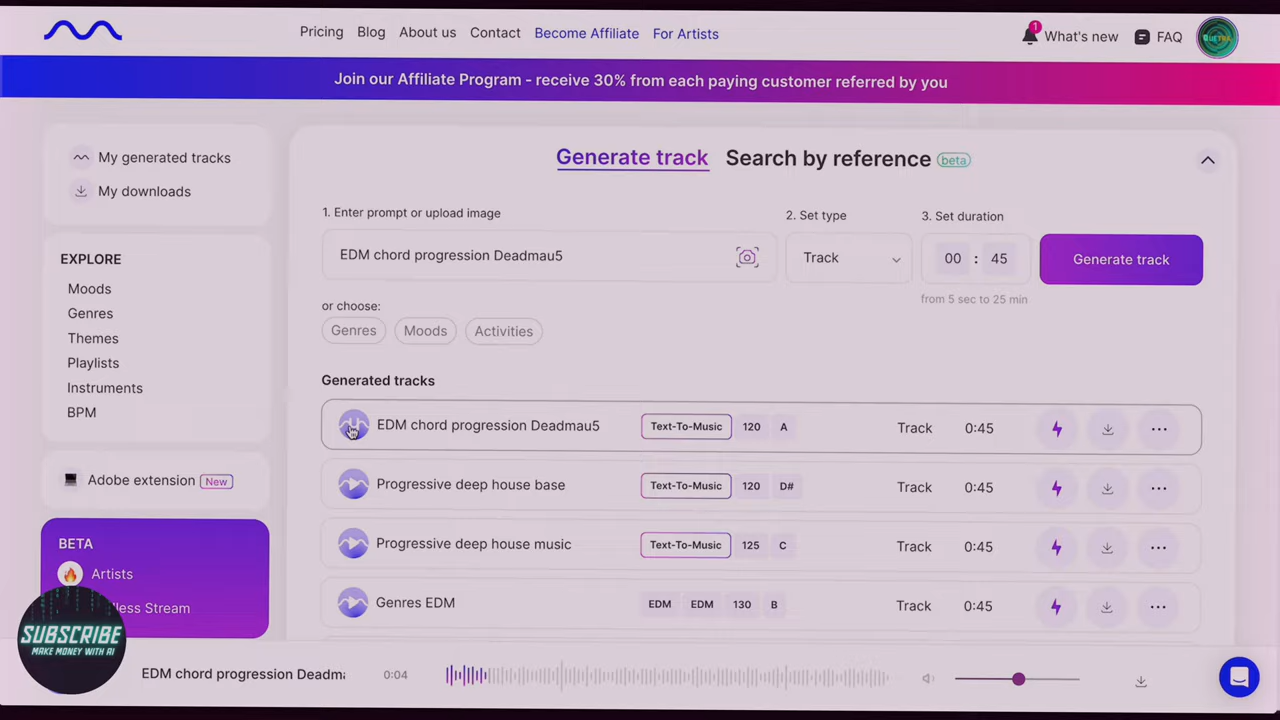 Pricing Blog About us Contact Become Affiliate For Artists 1 What's new FAQ
Join our Affiliate Program - receive 30% from each paying customer referred by you
My generated tracks
My downloads
EXPLORE
Moods
Genres
Themes
Playlists
Instruments
BPM
Adobe extension New
BETA
Artists
less Stream
SUBSCRIBE
MAKE MONEY WITH AI
Generate track Search by reference beta
1. Enter prompt or upload image 2. Set type 3. Set duration
EDM chord progression Deadmau5 Track 00 : 45 Generate track
from 5 sec to 25 min
or choose:
Genres Moods Activities
Generated tracks
EDM chord progression Deadmau5 Text-To-Music 120 A Track 0:45
Progressive deep house base Text-To-Music 120 D# Track 0:45
Progressive deep house music Text-To-Music 125 C Track 0:45
Genres EDM EDM EDM 130 B Track 0:45
EDM chord progression Deadm 0:04